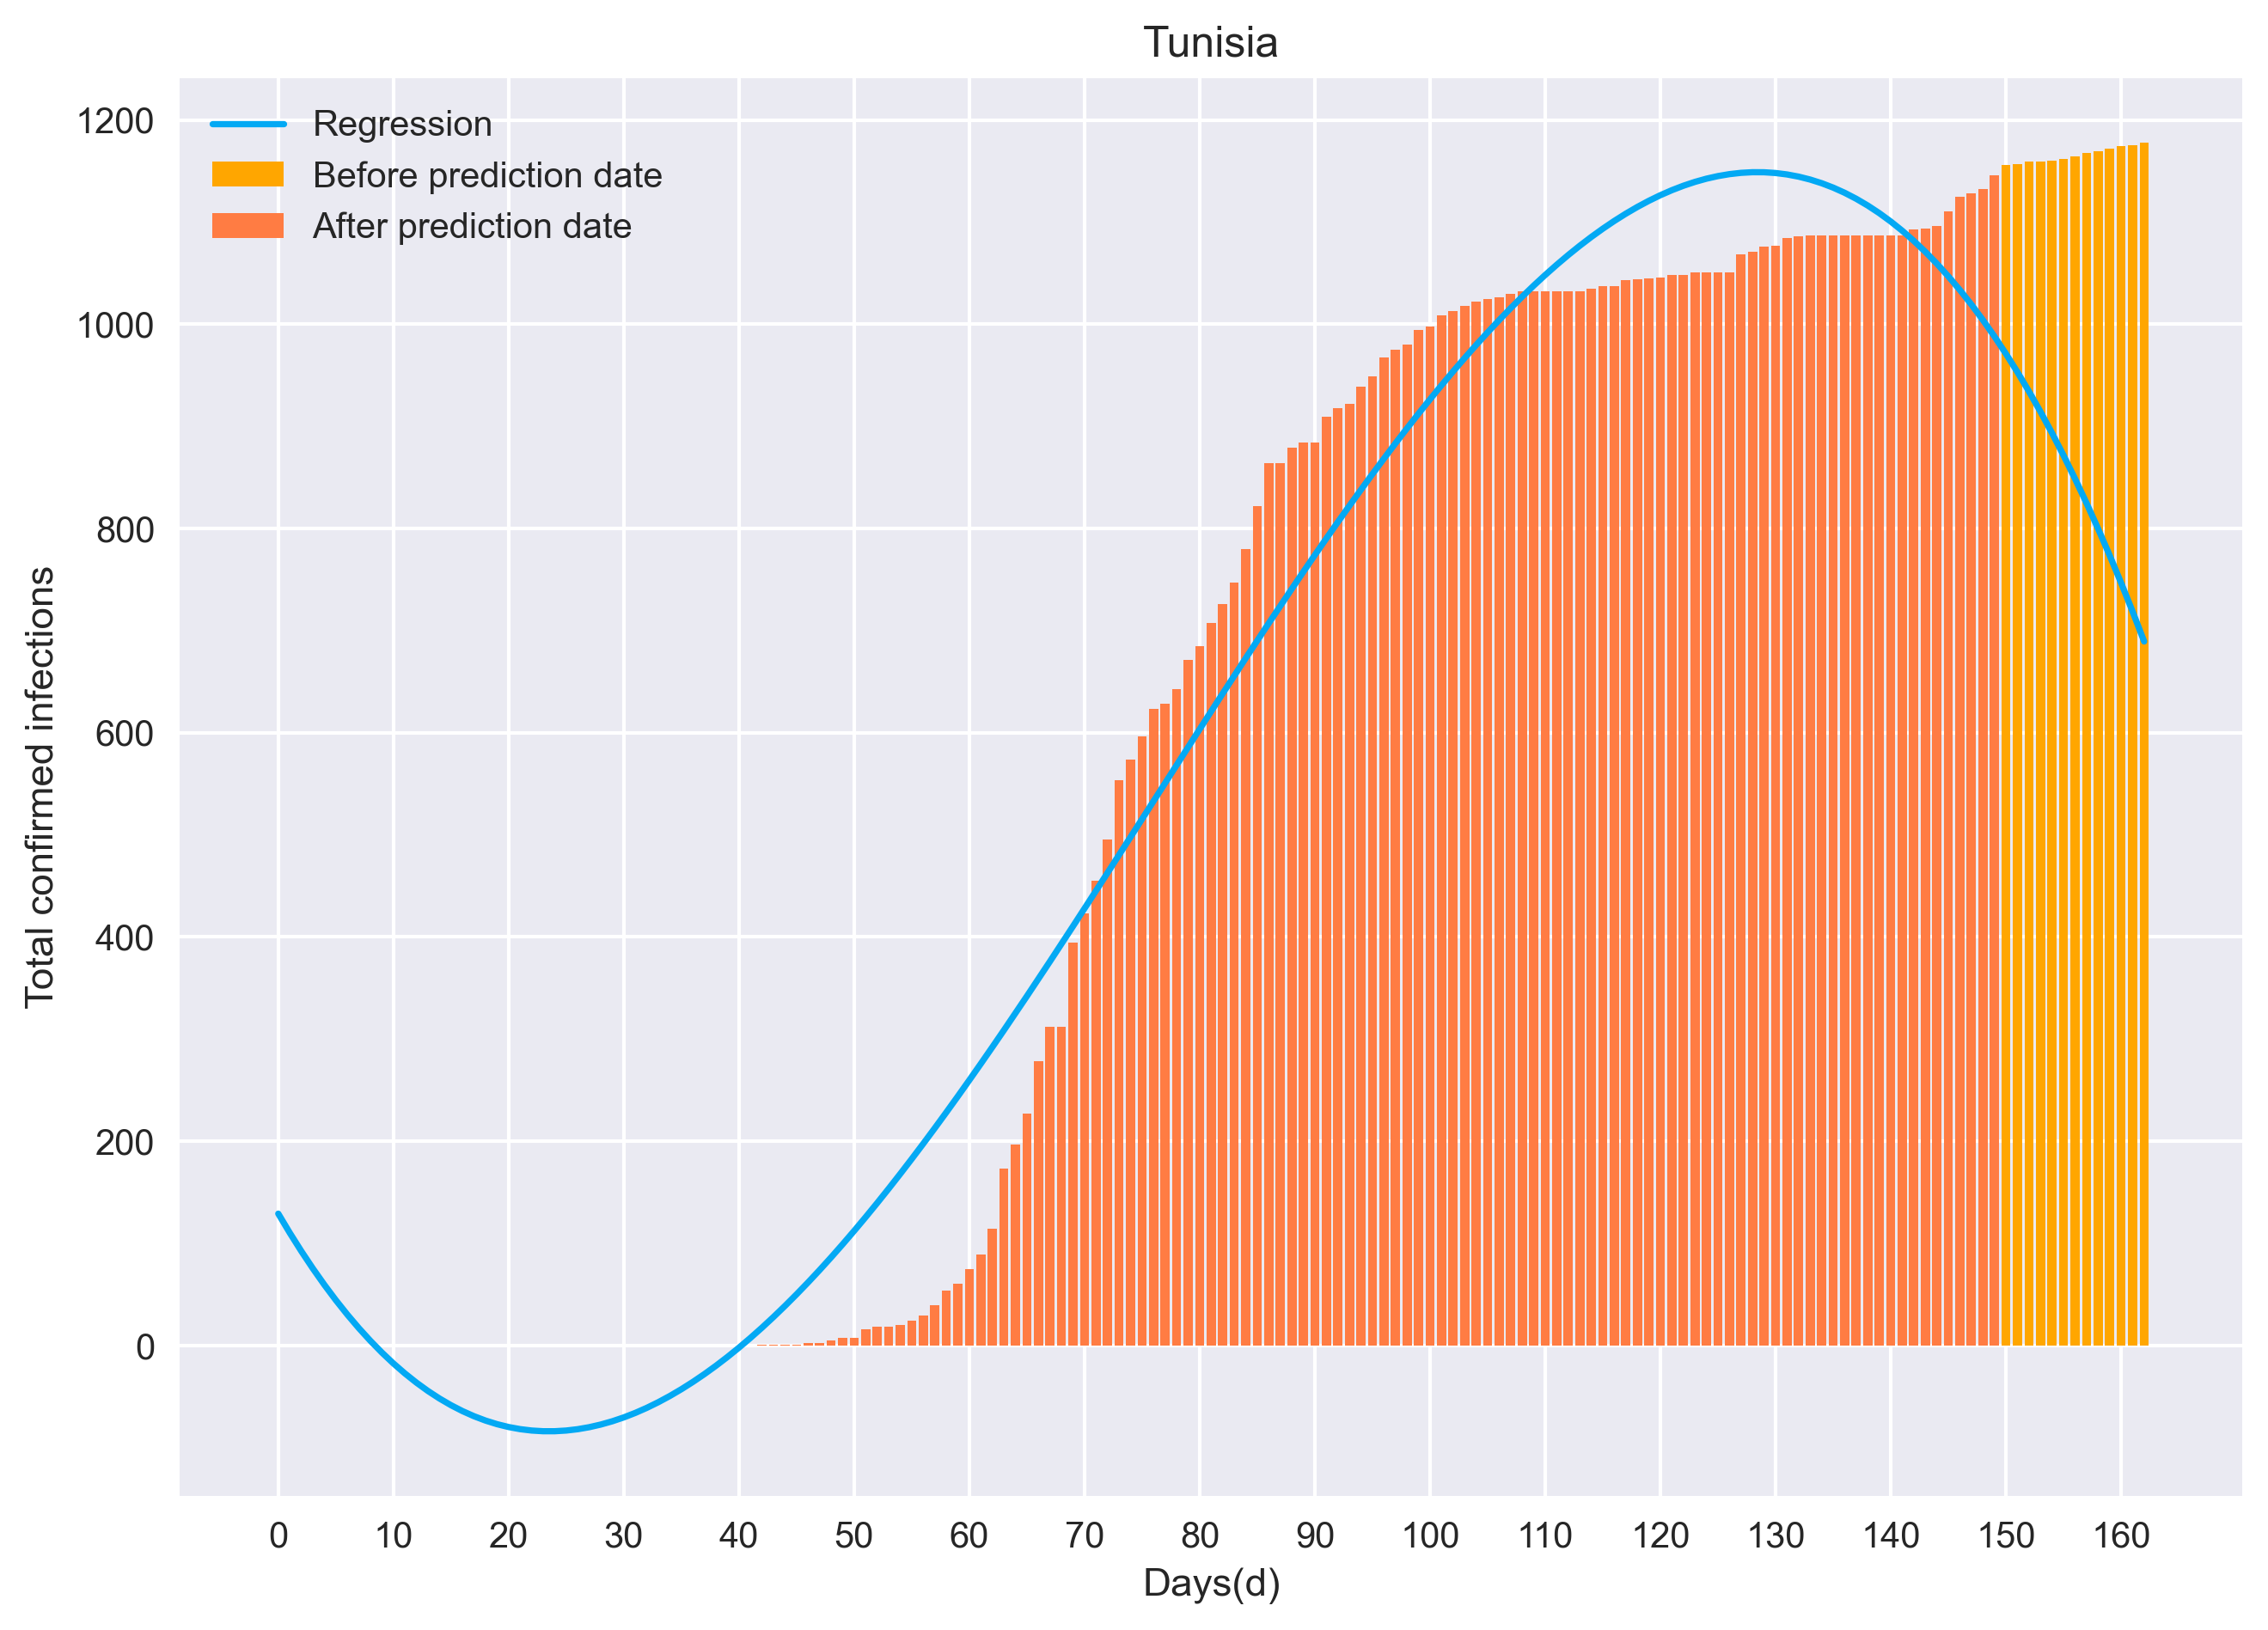 Tunisia
Regression
Before prediction date
After prediction date
Total confirmed infections
1200
1000
800
600
400
200
0
0 10 20 30 40 50 60 70 80 90 100 110 120 130 140 150 160
Days(d)